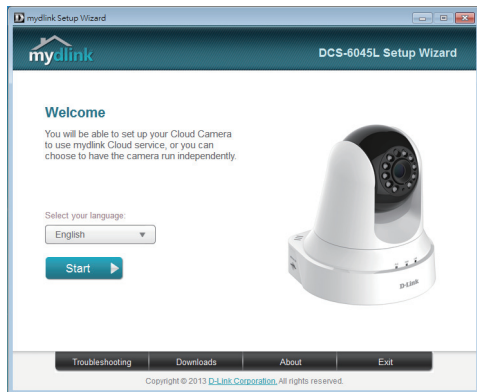 mydlink Setup Wizard
mydlink
DCS-6045L Setup Wizard
Welcome
You will be able to set up your Cloud Camera
to use mydlink Cloud service, or you can
choose to have the camera run independently.
Select your language:
English
Start
D-Link
Troubleshooting Downloads About Exit
Copyright © 2013 D-Link Corporation. All rights reserved.